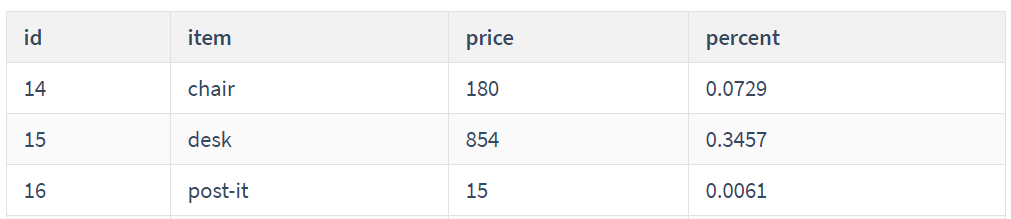 id item price percent
14 chair 180 0.0729
15 desk 854 0.3457
16 post-it 15 0.0061